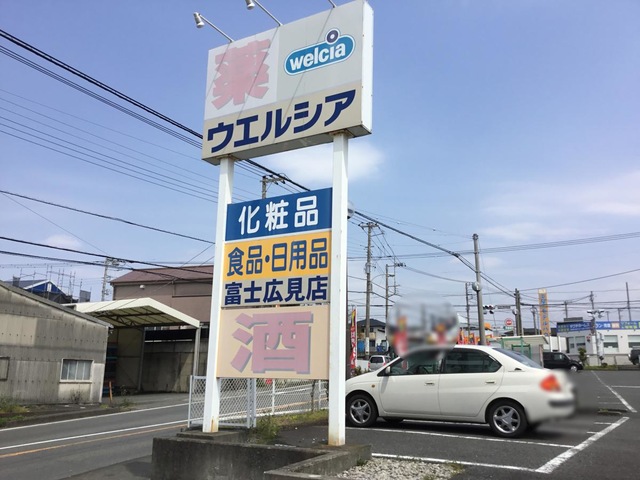 薬
welcia
ウエルシア
化粧品
食品・日用品
富士広見店
酒